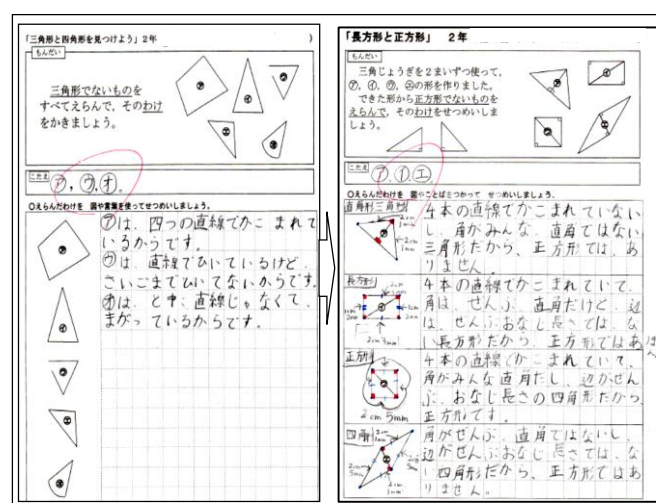 「三角形と四角形を見つけよう」2年 )
もんだい
三角形でないものを
すべてえらんで、そのわけ
をかきましょう。
㋐
㋑
㋒
㋓
㋔
こたえ ㋐, ㋒, ㋔。
○えらんだわけを 図や言葉を使ってせつめいしましょう。
㋐は、四つの直線でかこまれて
いるからです。
㋒は、直線でひいているけど、
さいごまでひいてないからです。
㋔は、と中、直線じゃなくて、
まがっているからです。
㋐
㋑
㋒
㋓
㋔
「長方形と正方形」 2年
もんだい
三角じょうぎを2まいずつ使って、
㋐, ㋑, ㋒, ㋓の形を作りました。
できた形から正方形でないものを
えらんで、そのわけをせつめいしま
しょう。
㋐
㋑
㋒
㋓
こたえ ㋐ ㋑ ㋓
○えらんだわけを 図やことばをつかって せつめいしましょう。
直角形三角形
4本の直線でかこまれていない
し、角がみんな、直角ではない
三角形だから、正方形では、あ
りません。
長方形
4本の直線でかこまれていて、
角は、ぜんぶ、直角だけど、辺
は、ぜんぶおなじ長さでは、な
い長方形だから、正方形ではあ
正方形
4本の直線でかこまれていて、
角がみんな直角だし、辺がぜん
ぶ、おなじ長さの四角形だから、
正方形です。
2cm5mm
四角形
角がぜんぶ、直角ではないし、
辺がぜんぶおなじ長さでは、な
い四角形だから、正方形ではあ
りません。